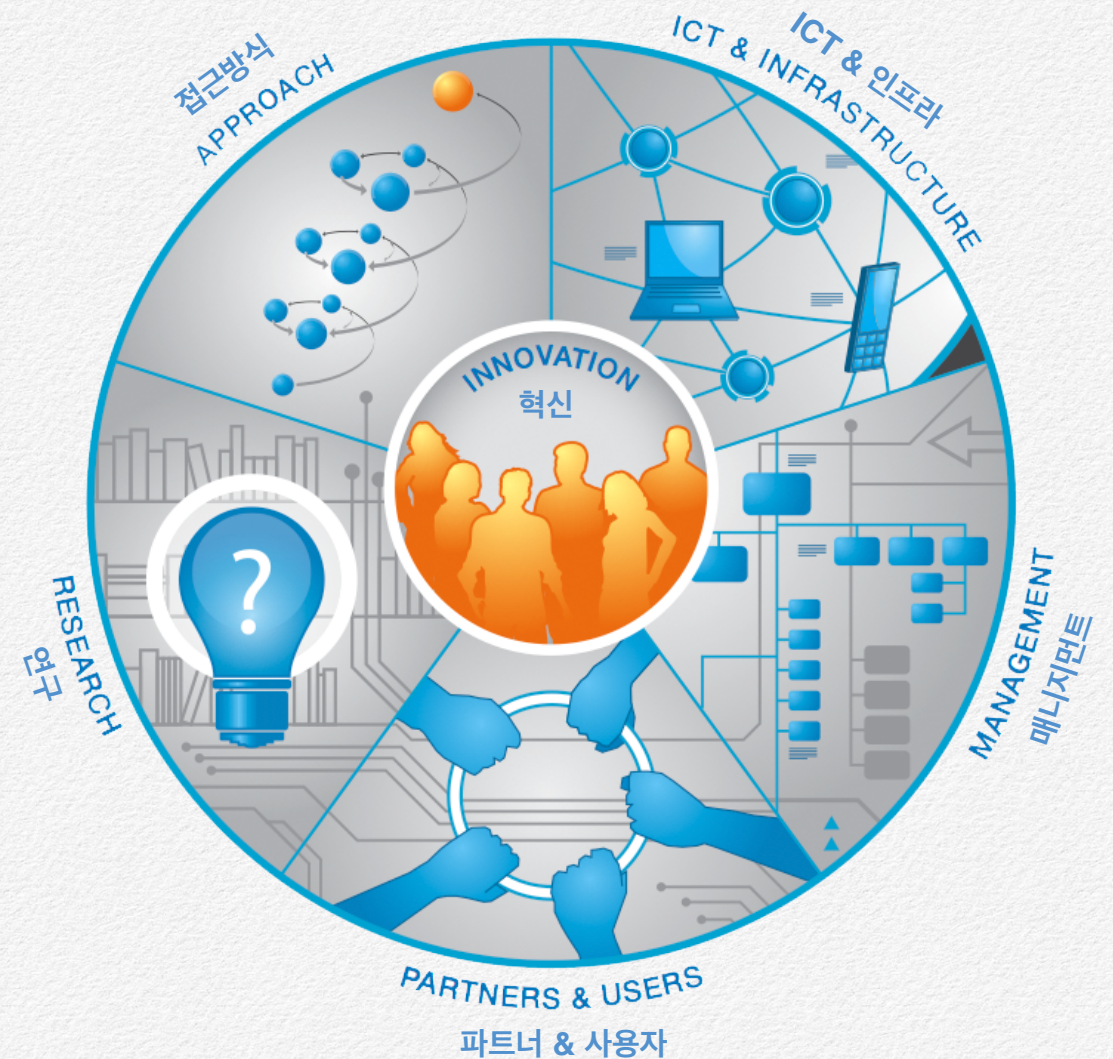 접근방식
APPROACH
ICT & 인프라
ICT & INFRASTRUCTURE
INNOVATION
혁신
?
RESEARCH
연구
MANAGEMENT
매니지먼트
PARTNERS & USERS
파트너 & 사용자